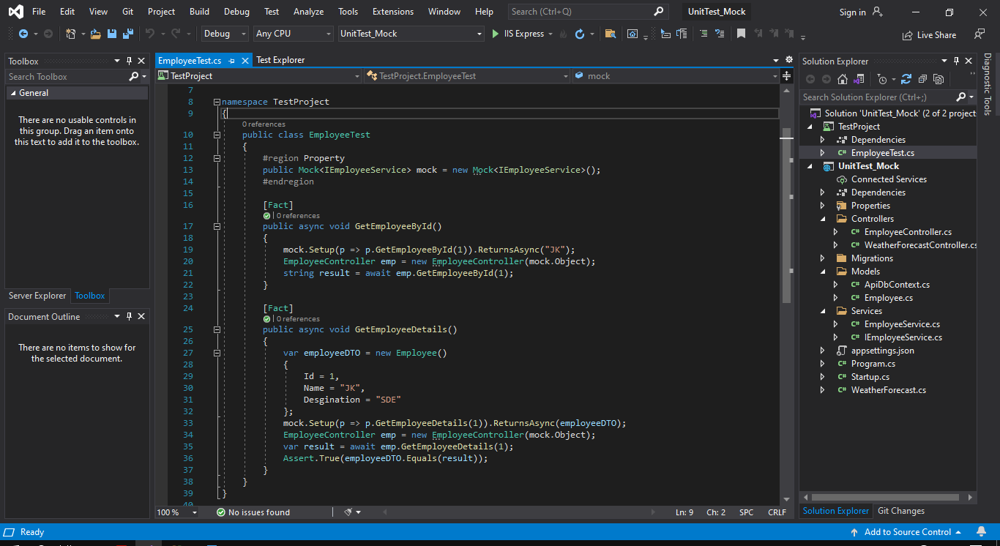 File Edit View Git Project Build Debug Test Analyze Tools Extensions Window Help Search (Ctrl+Q) UnitTest_Mock Sign in
Debug Any CPU UnitTest_Mock IIS Express Live Share
Toolbox
Search Toolbox
General
There are no usable controls in
this group. Drag an item onto
this text to add it to the toolbox.
Server Explorer Toolbox
Document Outline
There are no items to show for
the selected document.
EmployeeTest.cs Test Explorer
TestProject TestProject.EmployeeTest mock
7
8 namespace TestProject
9 {
0 references
10 public class EmployeeTest
11 {
12 #region Property
13 public Mock<IEmployeeService> mock = new Mock<IEmployeeService>();
14 #endregion
15
16 [Fact]
| 0 references
17 public async void GetEmployeeById()
18 {
19 mock.Setup(p => p.GetEmployeeById(1)).ReturnsAsync("JK");
20 EmployeeController emp = new EmployeeController(mock.Object);
21 string result = await emp.GetEmployeeById(1);
22 }
23
24 [Fact]
| 0 references
25 public async void GetEmployeeDetails()
26 {
27 var employeeDTO = new Employee()
28 {
29 Id = 1,
30 Name = "JK",
31 Desgination = "SDE"
32 };
33 mock.Setup(p => p.GetEmployeeDetails(1)).ReturnsAsync(employeeDTO);
34 EmployeeController emp = new EmployeeController(mock.Object);
35 var result = await emp.GetEmployeeDetails(1);
36 Assert.True(employeeDTO.Equals(result));
37 }
38 }
39 }
40
100 % No issues found Ln: 9 Ch: 2 SPC CRLF
Solution Explorer
Search Solution Explorer (Ctrl+;)
Solution 'UnitTest_Mock' (2 of 2 project
TestProject
Dependencies
C# EmployeeTest.cs
UnitTest_Mock
Connected Services
Dependencies
Properties
Controllers
C# EmployeeController.cs
C# WeatherForecastController.cs
Migrations
Models
C# ApiDbContext.cs
C# Employee.cs
Services
C# EmployeeService.cs
C# IEmployeeService.cs
appsettings.json
C# Program.cs
C# Startup.cs
C# WeatherForecast.cs
Solution Explorer Git Changes
Diagnostic Tools
Ready Add to Source Control